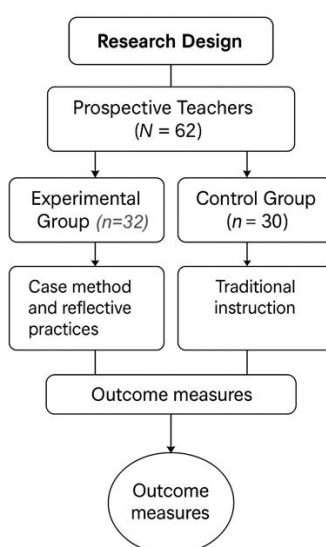 Research Design
Prospective Teachers
(N = 62)
Experimental
Group (n=32)
Control Group
(n = 30)
Case method
and reflective
practices
Traditional
instruction
Outcome measures
Outcome
measures